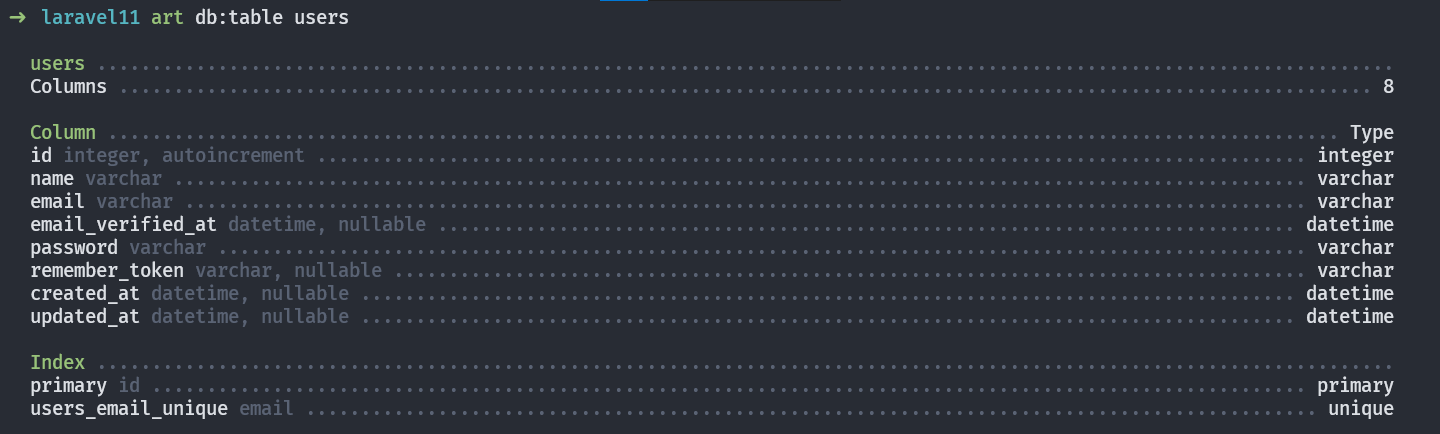 ➜ laravel11 art db:table users
users ........................................................................................................................
Columns .................................................................................................................... 8
Column ................................................................................................................. Type
id integer, autoincrement ........................................................................................... integer
name varchar ........................................................................................................ varchar
email varchar ....................................................................................................... varchar
email_verified_at datetime, nullable ............................................................................... datetime
password varchar .................................................................................................... varchar
remember_token varchar, nullable .................................................................................... varchar
created_at datetime, nullable ...................................................................................... datetime
updated_at datetime, nullable ...................................................................................... datetime
Index ........................................................................................................................
primary id .......................................................................................................... primary
users_email_unique email ............................................................................................. unique